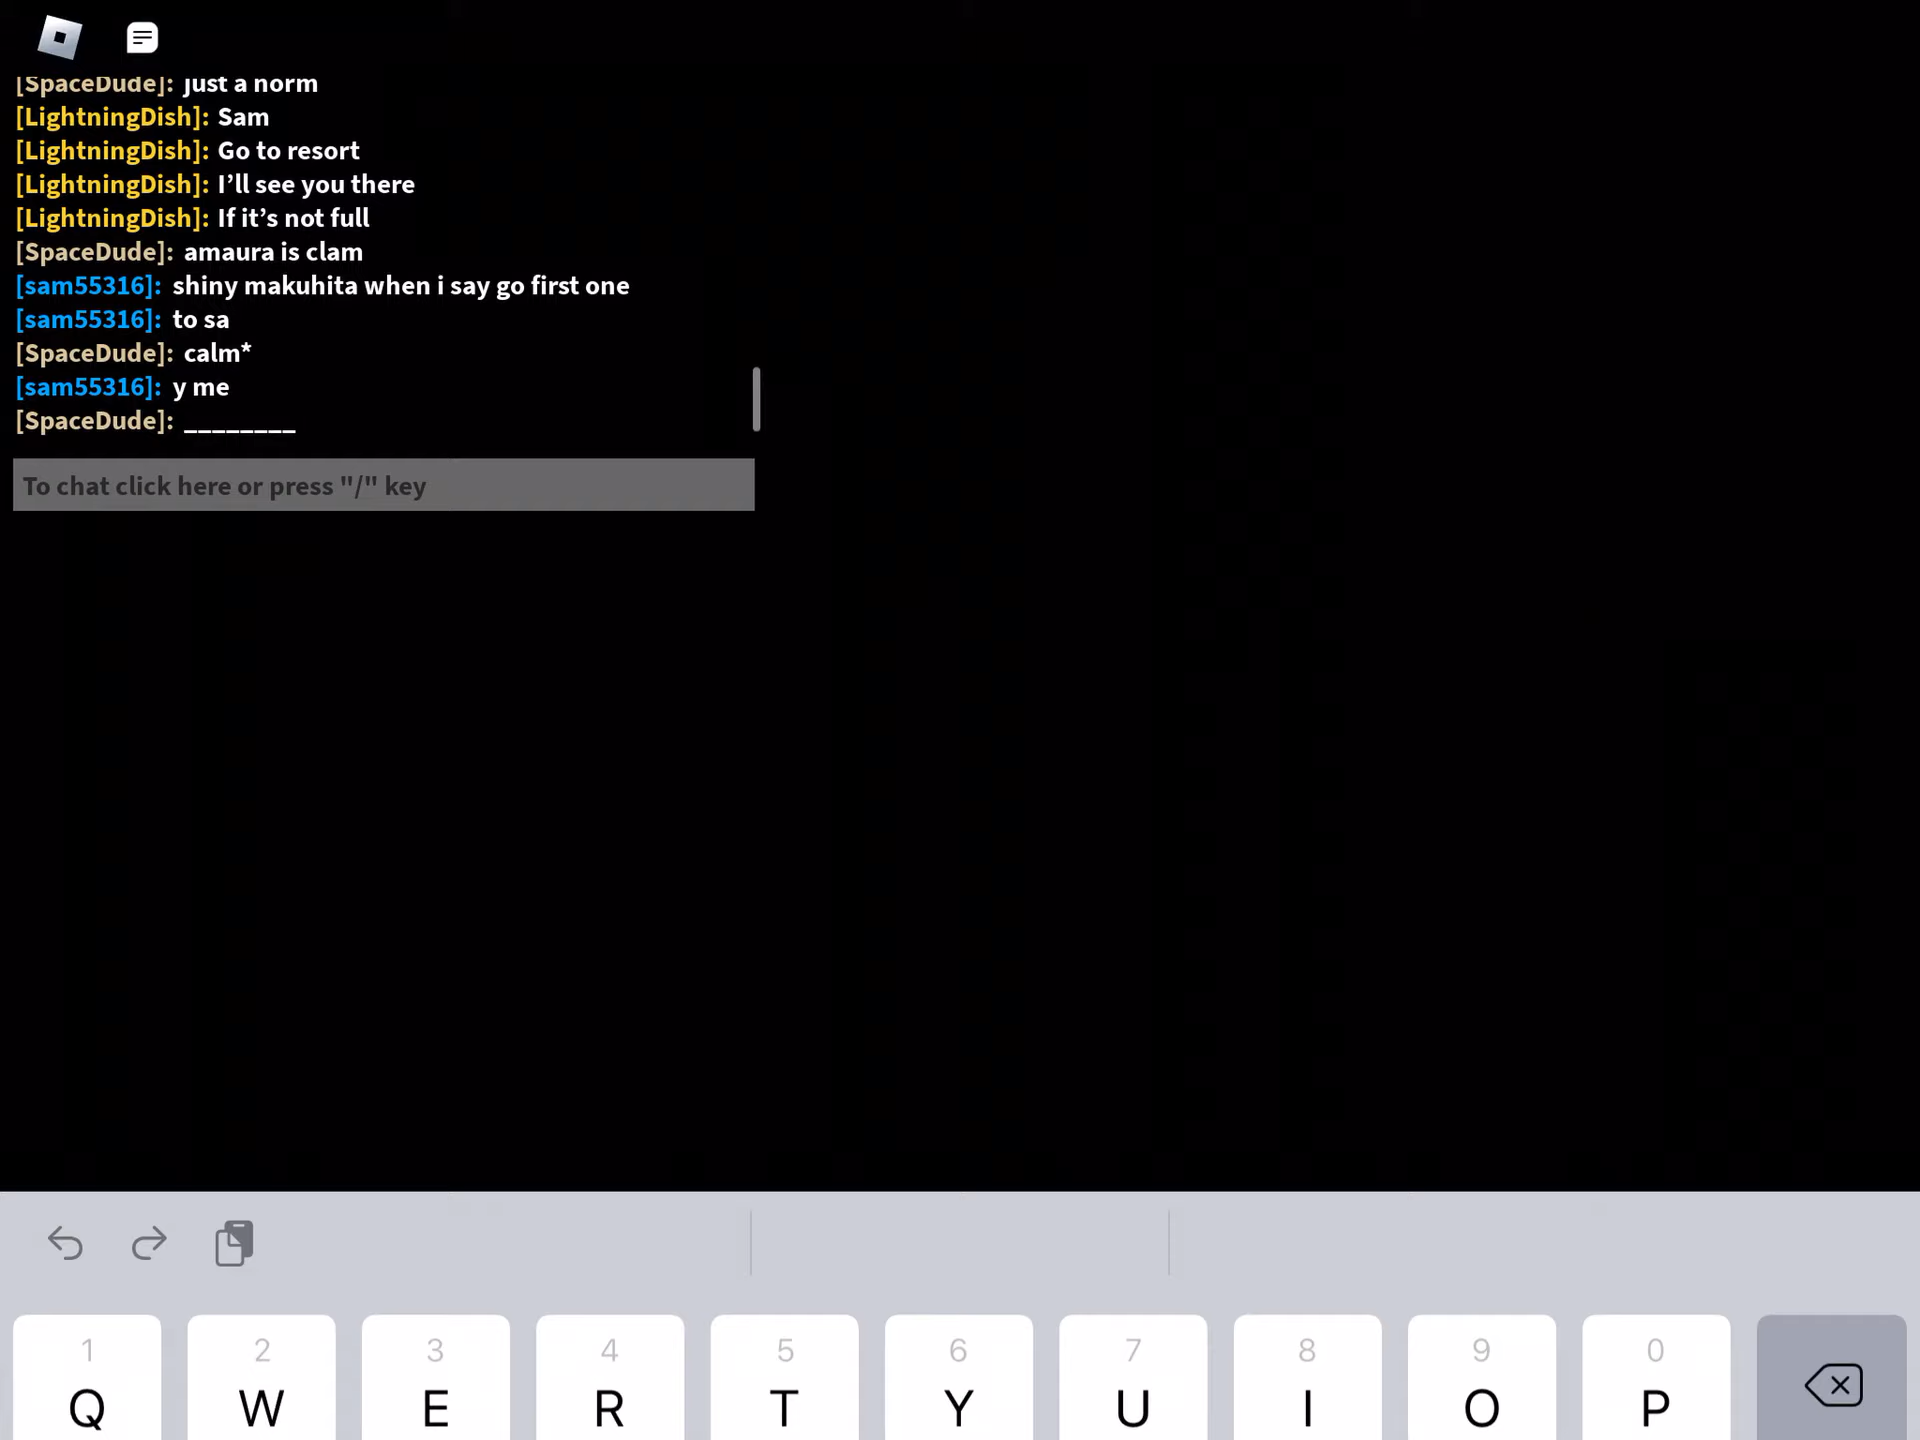 [SpaceDude]: just a norm
[LightningDish]: Sam
[LightningDish]: Go to resort
[LightningDish]: I’ll see you there
[LightningDish]: If it’s not full
[SpaceDude]: amaura is clam
[sam55316]: shiny makuhita when i say go first one
[sam55316]: to sa
[SpaceDude]: calm*
[sam55316]: y me
[SpaceDude]: ________
To chat click here or press "/" key
1 2 3 4 5 6 7 8 9 0
Q W E R T Y U I O P